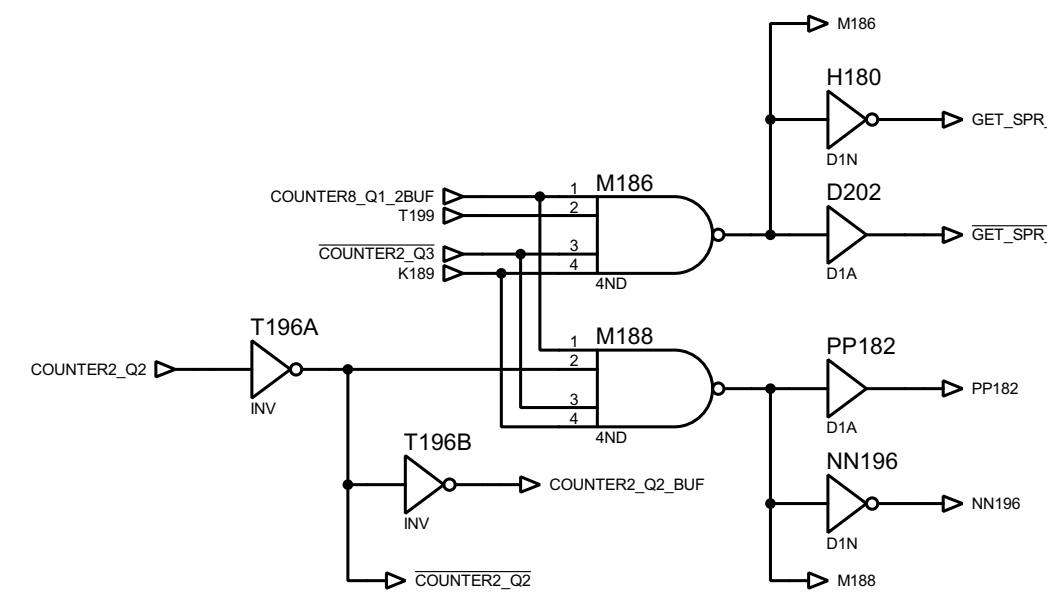 M186
H180
GET_SPR_
D1N
COUNTER8_Q1_2BUF
1
M186
D202
T199
2
COUNTER2_Q3
3
GET_SPR_
K189
4
4ND
D1A
T196A
1
M188
PP182
COUNTER2_Q2
2
PP182
INV
3
4
4ND
D1A
T196B
NN196
COUNTER2_Q2_BUF
NN196
INV
D1N
COUNTER2_Q2
M188